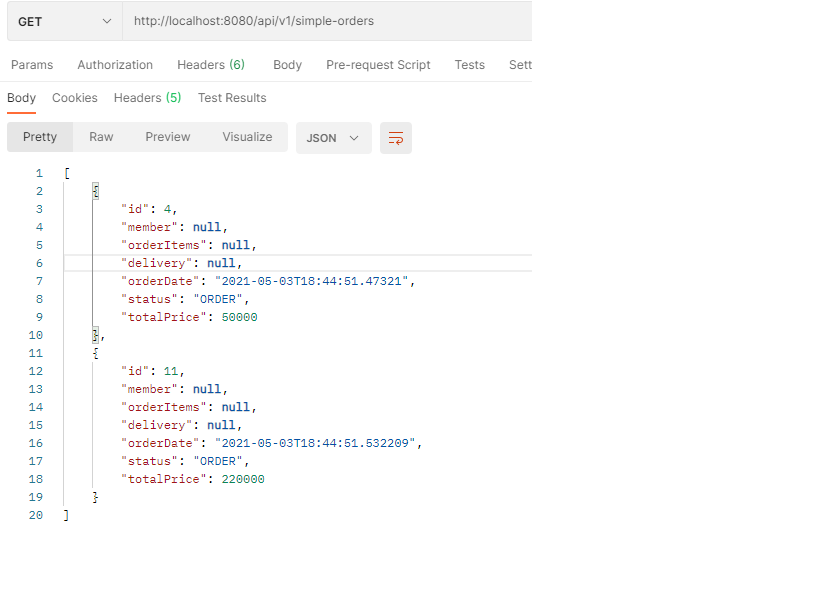 GET http://localhost:8080/api/v1/simple-orders
Params Authorization Headers (6) Body Pre-request Script Tests Sett
Body Cookies Headers (5) Test Results
Pretty Raw Preview Visualize JSON
1 [
2 {
3 "id": 4,
4 "member": null,
5 "orderItems": null,
6 "delivery": null,
7 "orderDate": "2021-05-03T18:44:51.47321",
8 "status": "ORDER",
9 "totalPrice": 50000
10 },
11 {
12 "id": 11,
13 "member": null,
14 "orderItems": null,
15 "delivery": null,
16 "orderDate": "2021-05-03T18:44:51.532209",
17 "status": "ORDER",
18 "totalPrice": 220000
19 }
20 ]